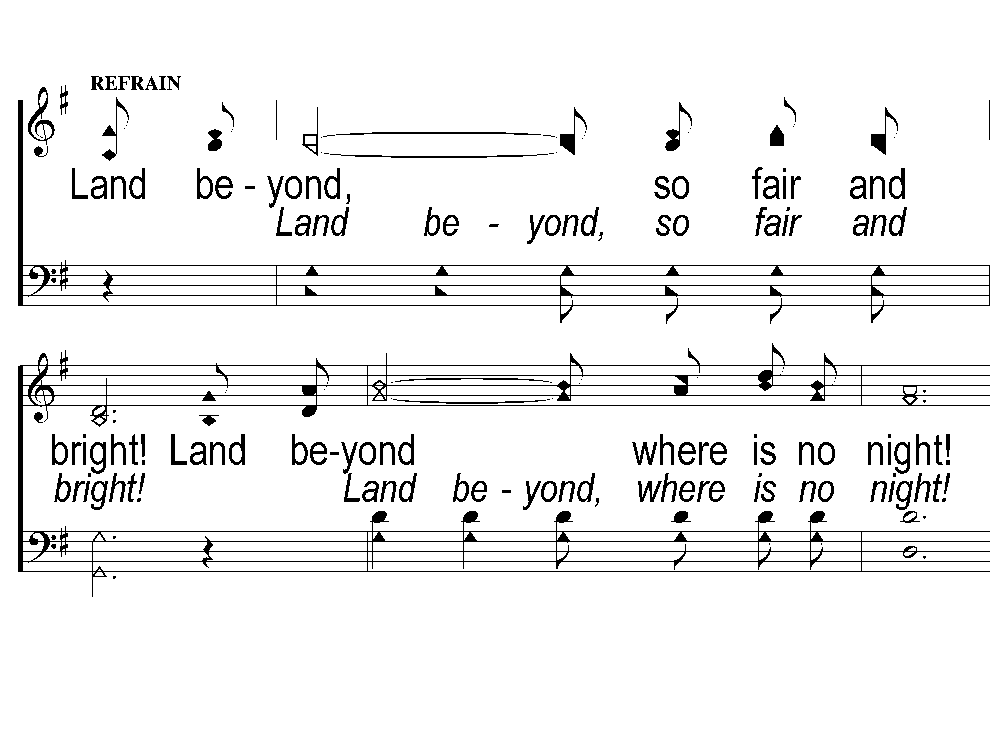 REFRAIN
Land be - yond, so fair and
Land be - yond, so fair and
bright! Land be-yond where is no night!
bright! Land be - yond, where is no night!